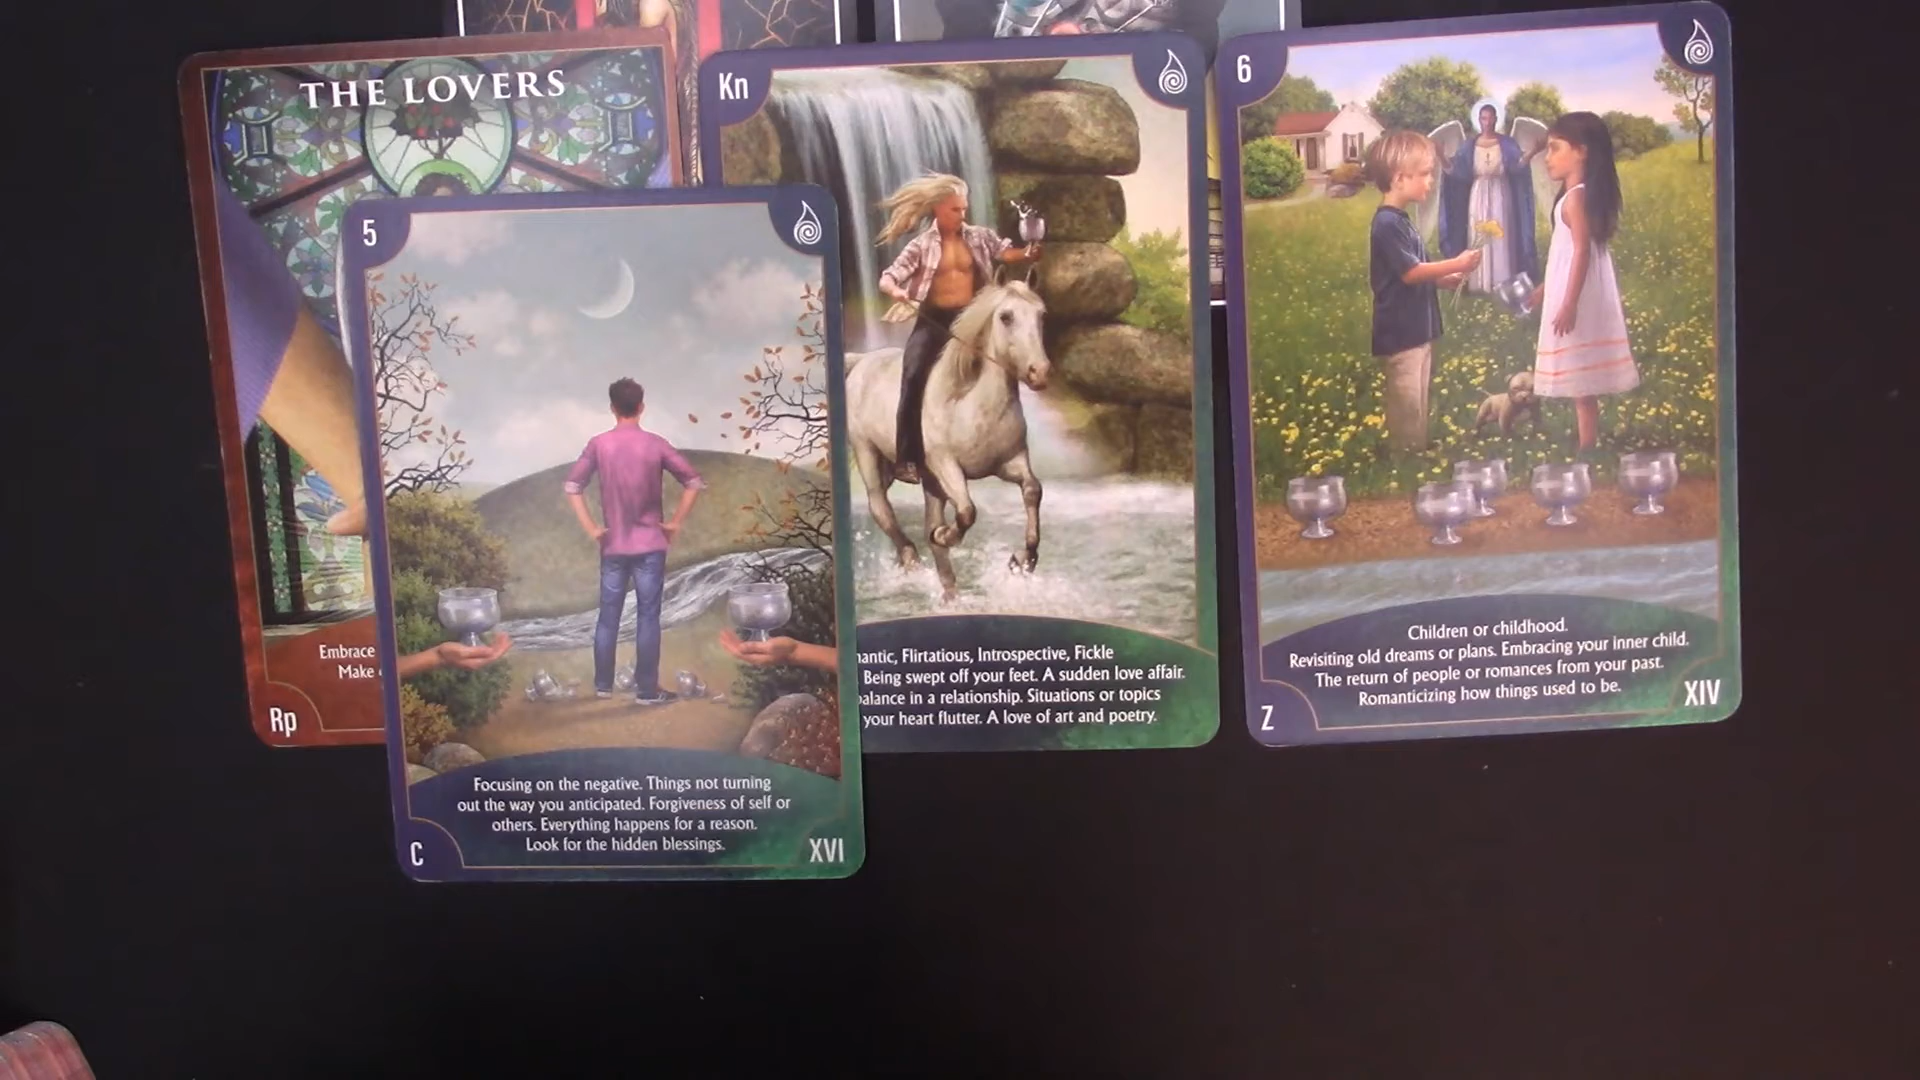 THE LOVERS
Embrace
Make
Rp
5
Focusing on the negative. Things not turning
out the way you anticipated. Forgiveness of self or
others. Everything happens for a reason.
Look for the hidden blessings.
C
XVI
Kn
Flirtatious, Introspective, Fickle
Being swept off your feet. A sudden love affair.
in a relationship. Situations or topics
your heart flutter. A love of art and poetry.
6
Children or childhood.
Revisiting old dreams or plans. Embracing your inner child.
The return of people or romances from your past.
Romanticizing how things used to be.
Z
XIV